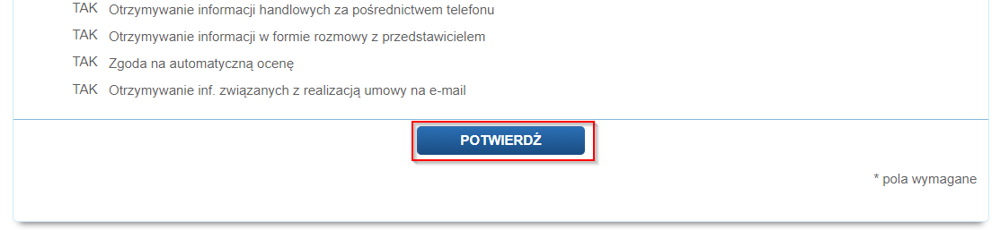 TAK Otrzymywanie informacji handlowych za pośrednictwem telefonu
TAK Otrzymywanie informacji w formie rozmowy z przedstawicielem
TAK Zgoda na automatyczną ocenę
TAK Otrzymywanie inf. związanych z realizacją umowy na e-mail
POTWIERDŹ
* pola wymagane